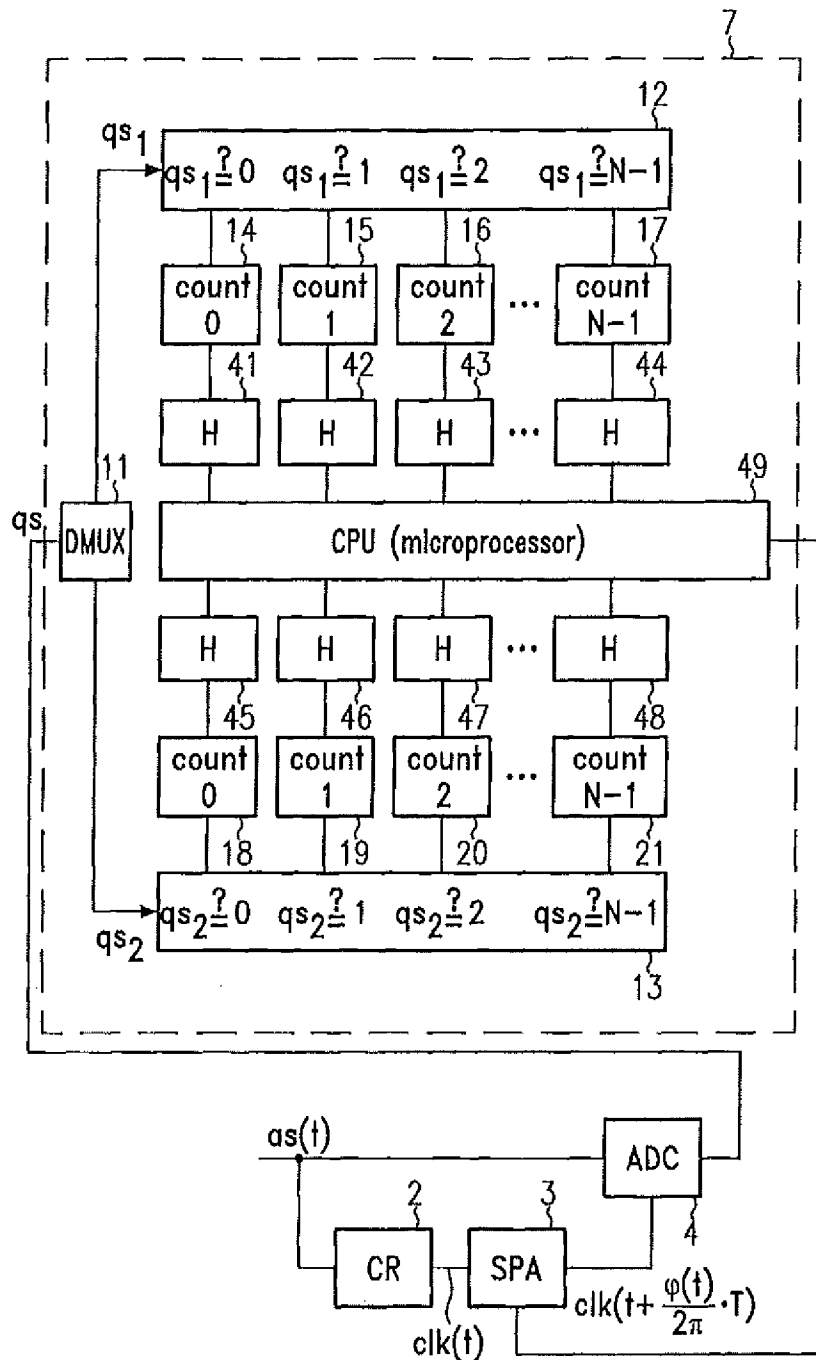 7
12
qs1
qs1≟0 qs1≟1 qs1≟2 qs1≟N-1
14 15 16 17
count 0 count 1 count 2 ... count N-1
41 42 43 44
H H H ... H
11 49
qs DMUX CPU (microprocessor)
H H H ... H
45 46 47 48
count 0 count 1 count 2 ... count N-1
18 19 20 21
qs2≟0 qs2≟1 qs2≟2 qs2≟N-1
qs2
13
as(t) ADC
2 3 4
CR SPA
clk(t) clk(t+φ(t)/2π·T)